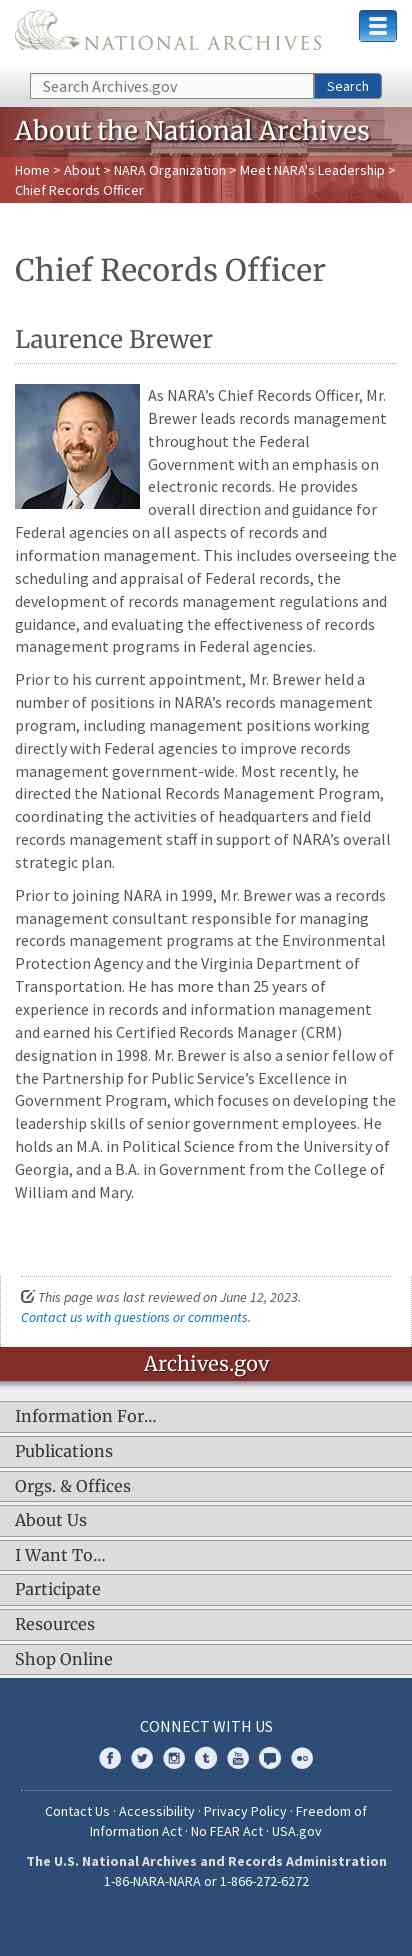 NATIONAL ARCHIVES
Search Archives.gov
Search
About the National Archives
Home > About > NARA Organization > Meet NARA's Leadership >
Chief Records Officer
Chief Records Officer
Laurence Brewer
As NARA’s Chief Records Officer, Mr.
Brewer leads records management
throughout the Federal
Government with an emphasis on
electronic records. He provides
overall direction and guidance for
Federal agencies on all aspects of records and
information management. This includes overseeing the
scheduling and appraisal of Federal records, the
development of records management regulations and
guidance, and evaluating the effectiveness of records
management programs in Federal agencies.
Prior to his current appointment, Mr. Brewer held a
number of positions in NARA’s records management
program, including management positions working
directly with Federal agencies to improve records
management government-wide. Most recently, he
directed the National Records Management Program,
coordinating the activities of headquarters and field
records management staff in support of NARA’s overall
strategic plan.
Prior to joining NARA in 1999, Mr. Brewer was a records
management consultant responsible for managing
records management programs at the Environmental
Protection Agency and the Virginia Department of
Transportation. He has more than 25 years of
experience in records and information management
and earned his Certified Records Manager (CRM)
designation in 1998. Mr. Brewer is also a senior fellow of
the Partnership for Public Service’s Excellence in
Government Program, which focuses on developing the
leadership skills of senior government employees. He
holds an M.A. in Political Science from the University of
Georgia, and a B.A. in Government from the College of
William and Mary.
This page was last reviewed on June 12, 2023.
Contact us with questions or comments.
Archives.gov
Information For…
Publications
Orgs. & Offices
About Us
I Want To…
Participate
Resources
Shop Online
CONNECT WITH US
Contact Us · Accessibility · Privacy Policy · Freedom of
Information Act · No FEAR Act · USA.gov
The U.S. National Archives and Records Administration
1-86-NARA-NARA or 1-866-272-6272